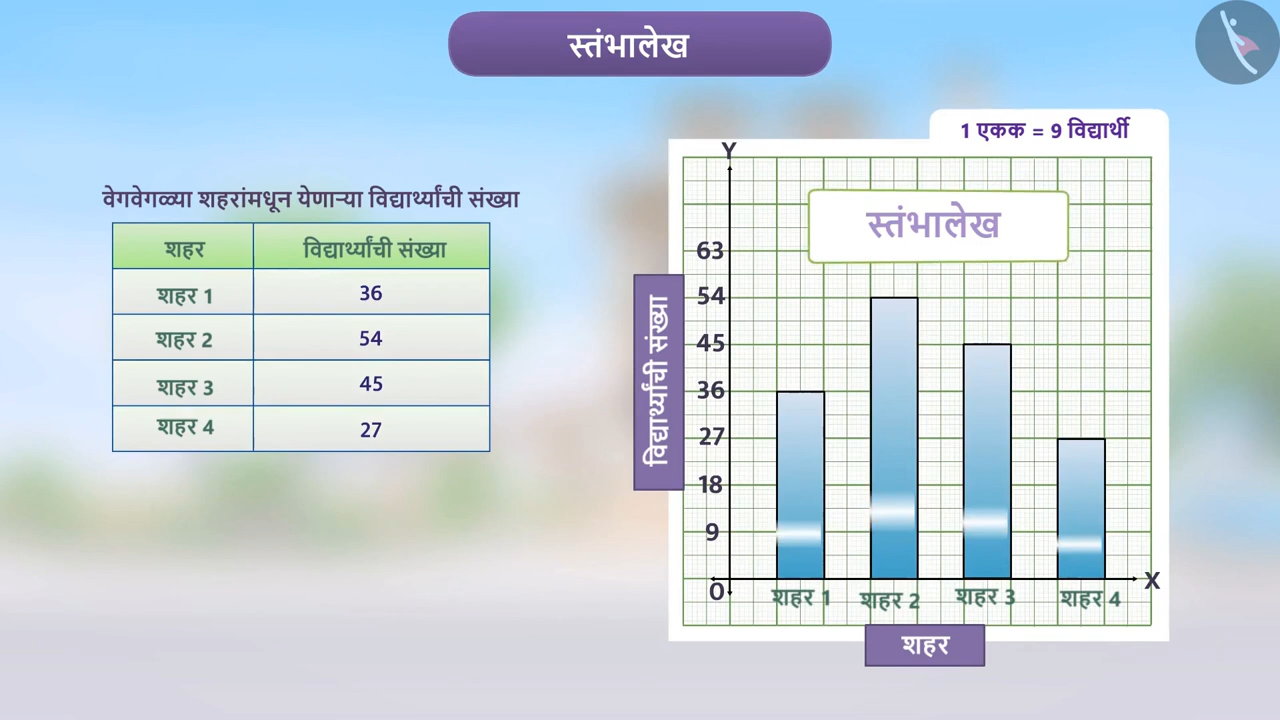 स्तंभालेख
वेगवेगळ्या शहरांमधून येणाऱ्या विद्यार्थ्यांची संख्या
शहर विद्यार्थ्यांची संख्या
शहर 1 36
शहर 2 54
शहर 3 45
शहर 4 27
1 एकक = 9 विद्यार्थी
Y
स्तंभालेख
63
54
45
36
27
18
9
0
X
विद्यार्थ्यांची संख्या
शहर 1 शहर 2 शहर 3 शहर 4
शहर